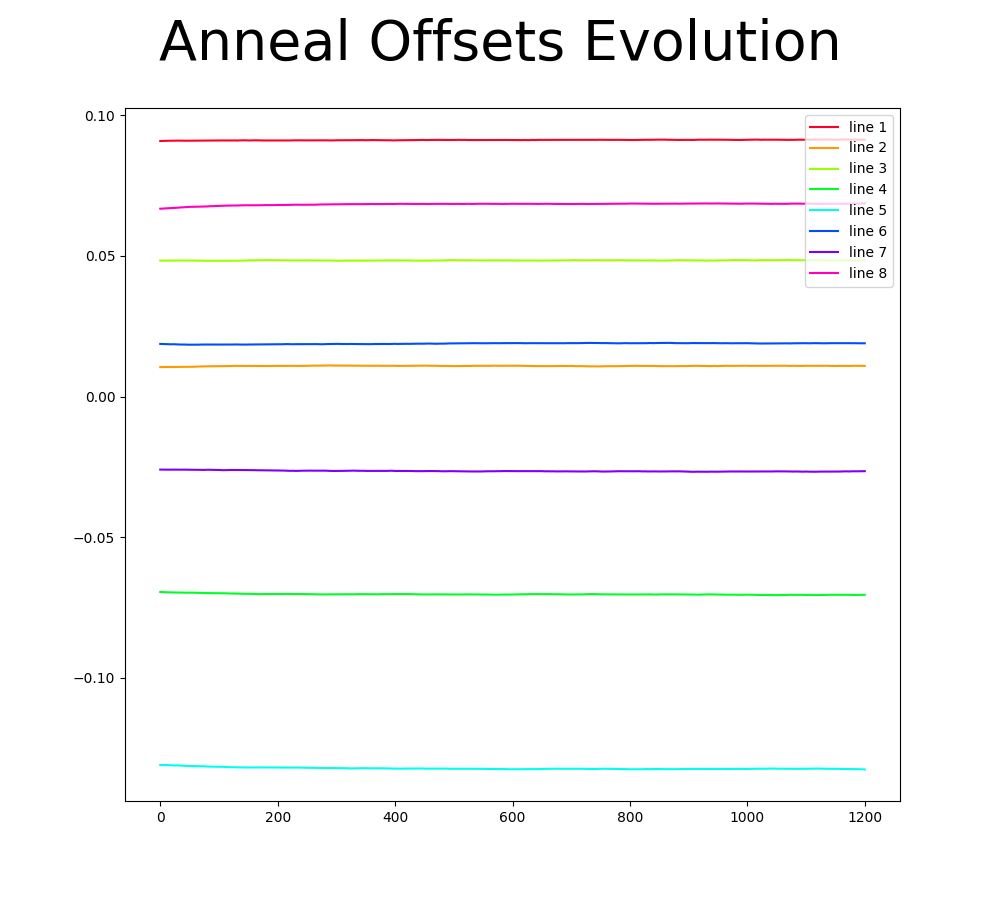 Anneal Offsets Evolution
0.10
0.05
0.00
−0.05
−0.10
line 1
line 2
line 3
line 4
line 5
line 6
line 7
line 8
0 200 400 600 800 1000 1200